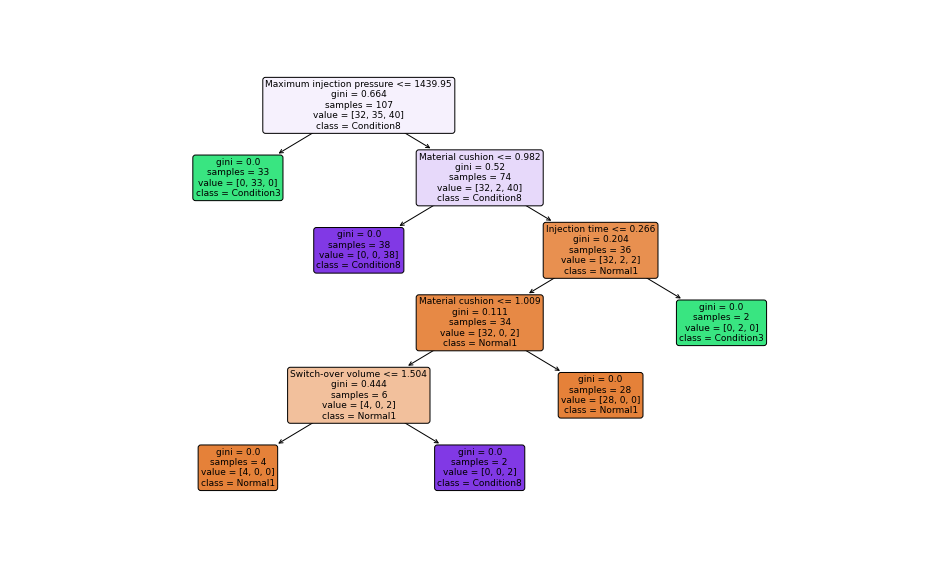 Maximum injection pressure <= 1439.95
gini = 0.664
samples = 107
value = [32, 35, 40]
class = Condition8
gini = 0.0
samples = 33
value = [0, 33, 0]
class = Condition3
Material cushion <= 0.982
gini = 0.52
samples = 74
value = [32, 2, 40]
class = Condition8
gini = 0.0
samples = 38
value = [0, 0, 38]
class = Condition8
Injection time <= 0.266
gini = 0.204
samples = 36
value = [32, 2, 2]
class = Normal1
Material cushion <= 1.009
gini = 0.111
samples = 34
value = [32, 0, 2]
class = Normal1
gini = 0.0
samples = 2
value = [0, 2, 0]
class = Condition3
Switch-over volume <= 1.504
gini = 0.444
samples = 6
value = [4, 0, 2]
class = Normal1
gini = 0.0
samples = 28
value = [28, 0, 0]
class = Normal1
gini = 0.0
samples = 4
value = [4, 0, 0]
class = Normal1
gini = 0.0
samples = 2
value = [0, 0, 2]
class = Condition8